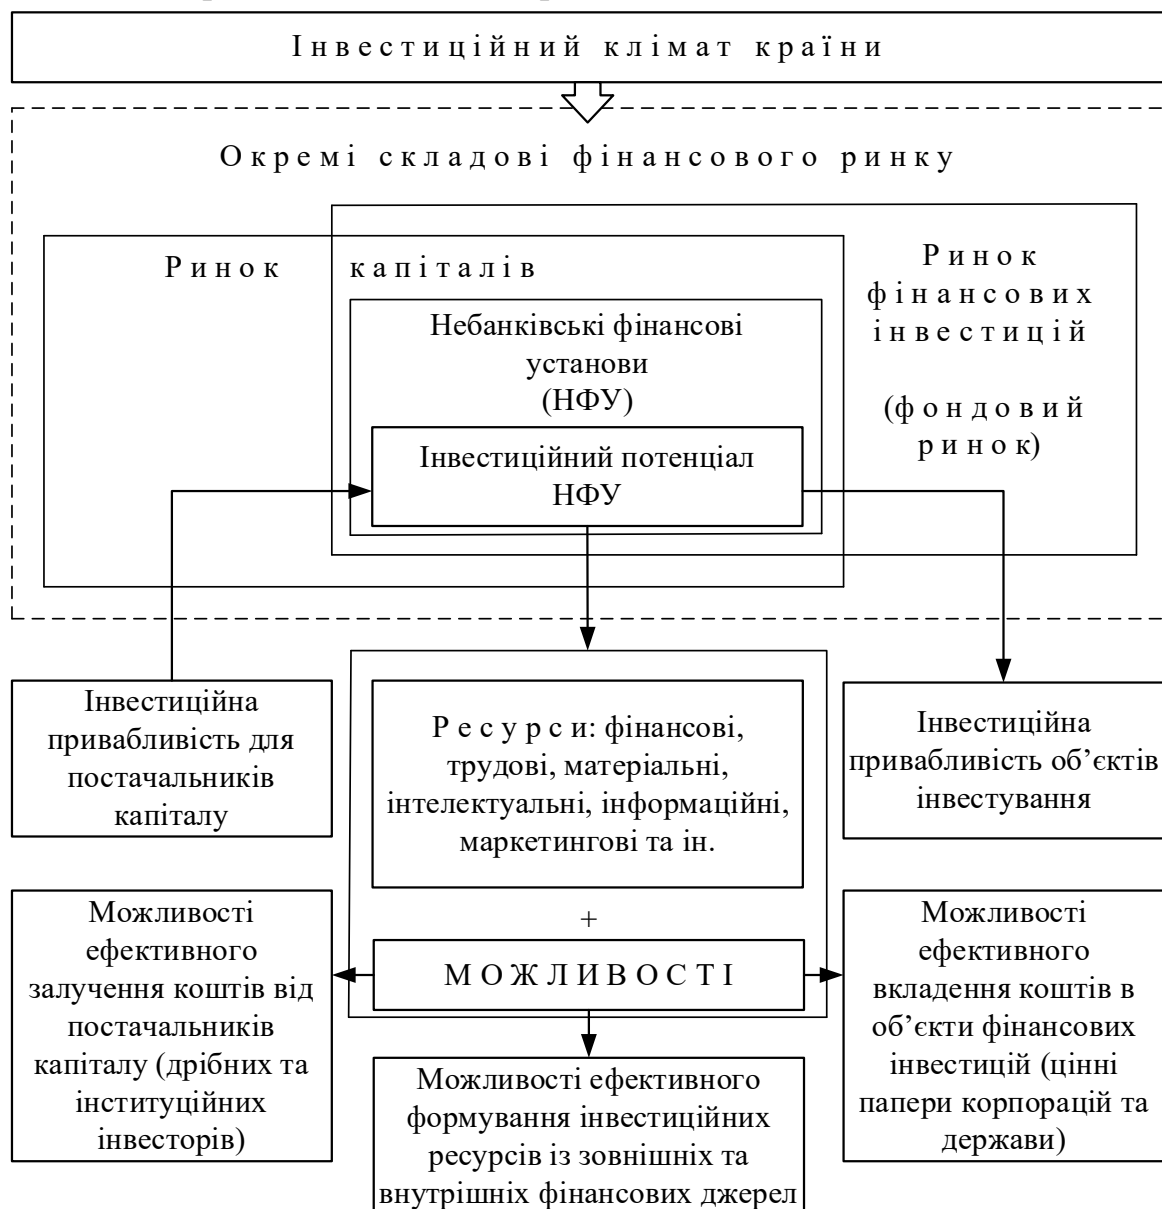 Інвестиційний клімат країни
Окремі складові фінансового ринку
Ринок капіталів
Ринок
фінансових
інвестицій
(фондовий
ринок)
Небанківські фінансові
установи
(НФУ)
Інвестиційний потенціал
НФУ
Інвестиційна
привабливість для
постачальників
капіталу
Ресурси: фінансові,
трудові, матеріальні,
інтелектуальні, інформаційні,
маркетингові та ін.
Інвестиційна
привабливість об’єктів
інвестування
+
МОЖЛИВОСТІ
Можливості
ефективного
залучення коштів від
постачальників
капіталу (дрібних та
інституційних
інвесторів)
Можливості ефективного
формування інвестиційних
ресурсів із зовнішніх та
внутрішніх фінансових джерел
Можливості
ефективного
вкладення коштів в
об’єкти фінансових
інвестицій (цінні
папери корпорацій та
держави)